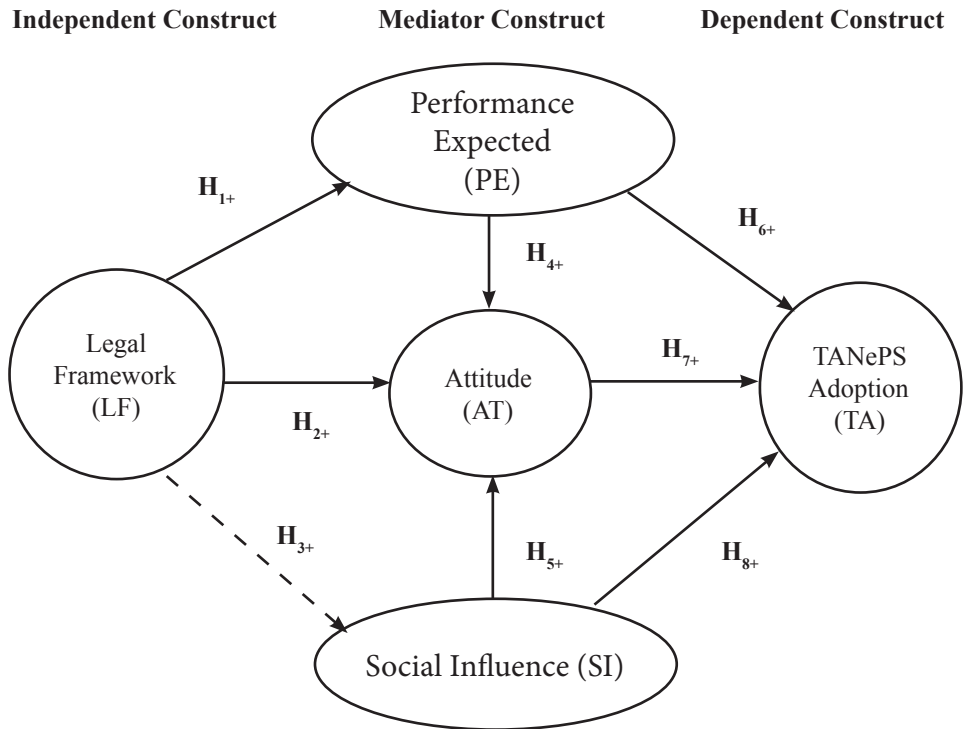 Independent Construct
Mediator Construct
Dependent Construct
Performance
Expected
(PE)
H1+
H6+
H4+
Legal
Framework
(LF)
TANePS
Adoption
(TA)
Attitude
(AT)
H7+
H2+
H3+
H5+
H8+
Social Influence (SI)